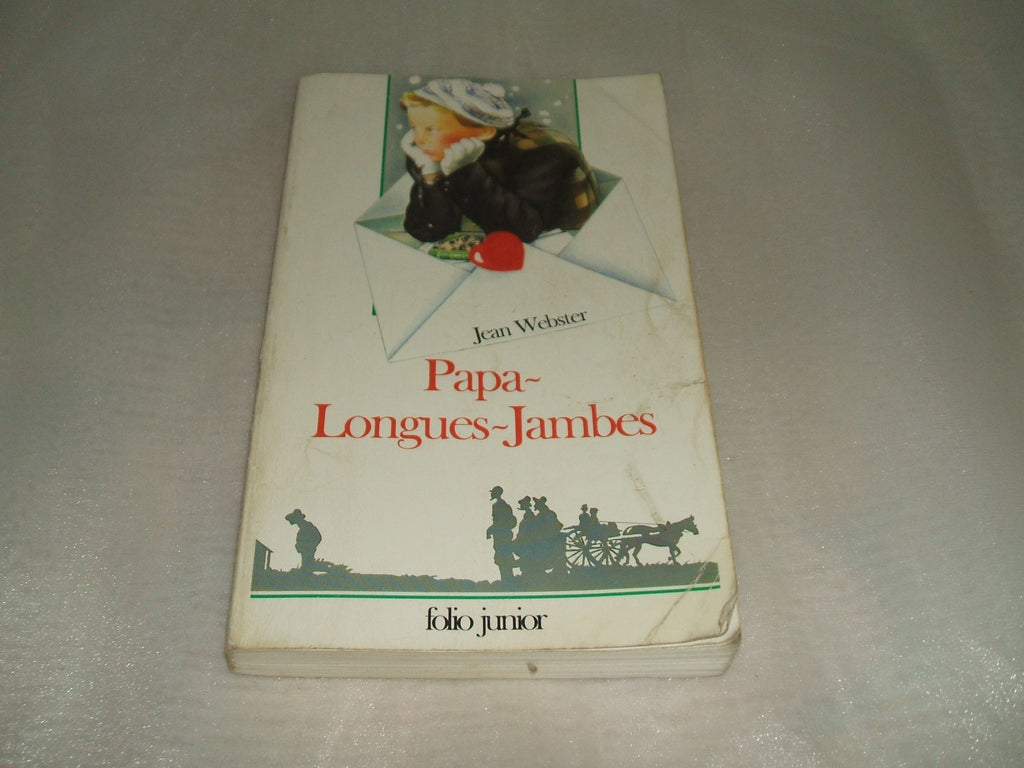 Jean Webster
Papa-
Longues-Jambes
folio junior